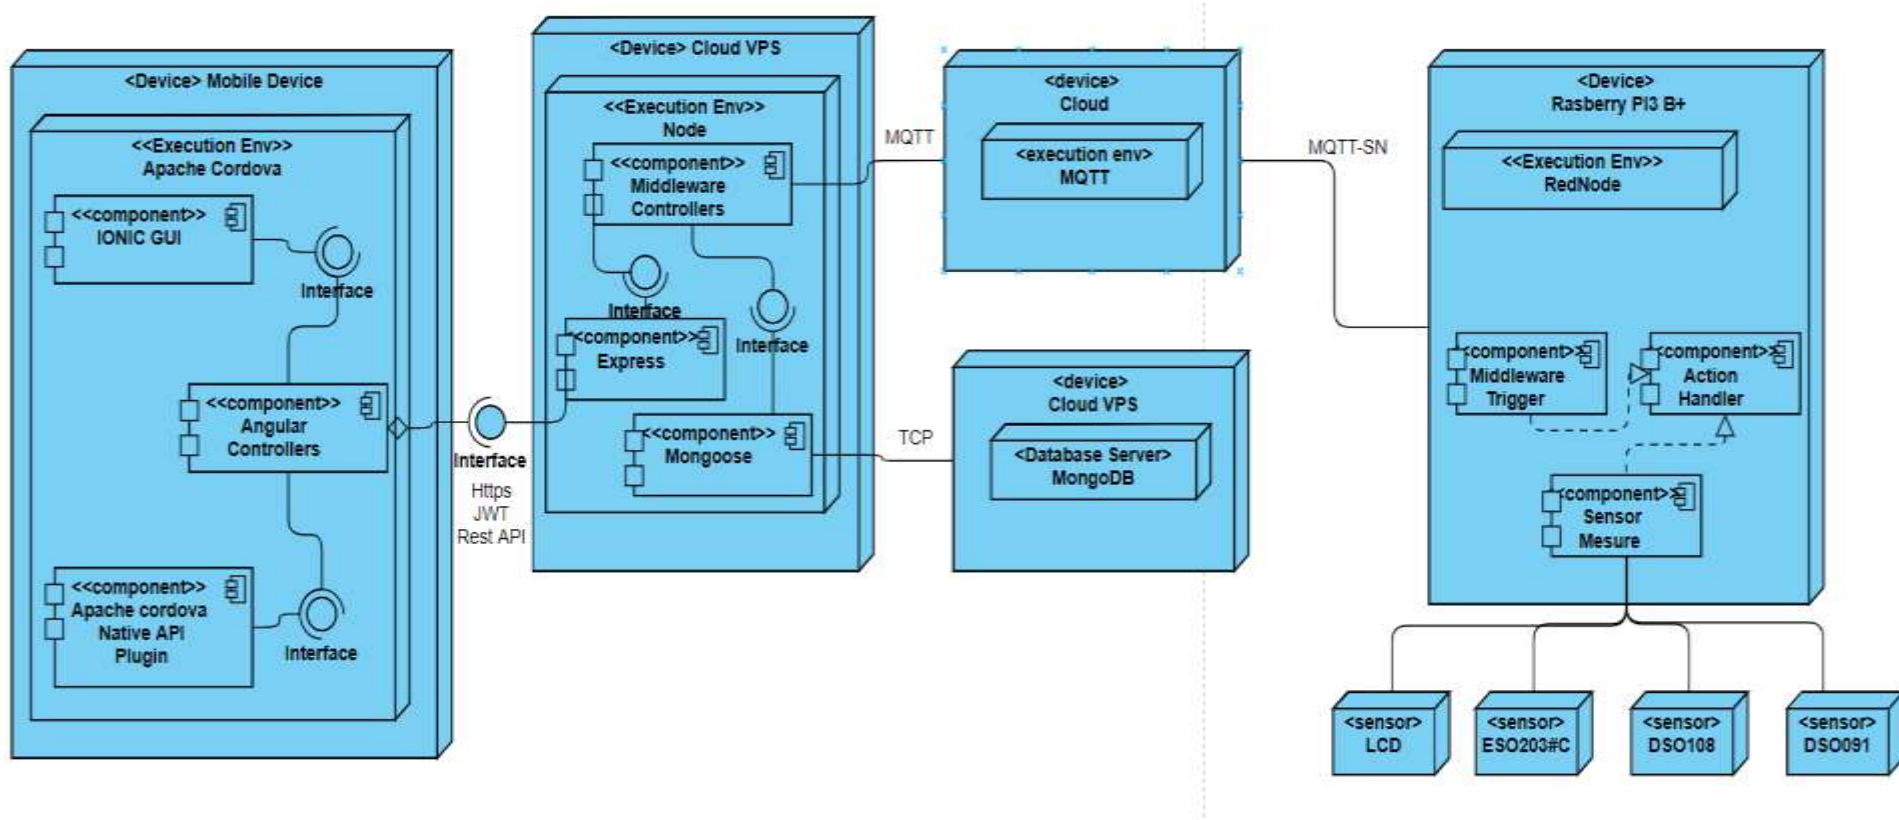 <Device> Mobile Device
<<Execution Env>>
Apache Cordova
<<component>>
IONIC GUI
Interface
<<component>>
Angular
Controllers
<<component>>
Apache cordova
Native API
Plugin
Interface
Interface
Https
JWT
Rest API
<Device> Cloud VPS
<<Execution Env>>
Node
<<component>>
Middleware
Controllers
Interface
Interface
<component>>
Express
<component>>
Mongoose
MQTT
<device>
Cloud
<execution env>
MQTT
TCP
<device>
Cloud VPS
<Database Server>
MongoDB
MQTT-SN
<Device>
Rasberry PI3 B+
<<Execution Env>>
RedNode
<component>>
Middleware
Trigger
<component>>
Action
Handler
<component>>
Sensor
Mesure
<sensor>
LCD
<sensor>
ESO203#C
<sensor>
DSO108
<sensor>
DSO091